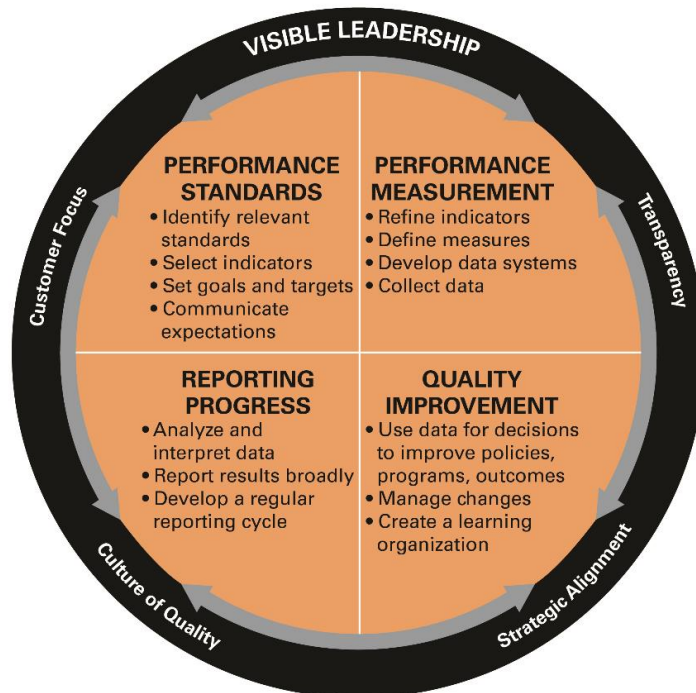 VISIBLE LEADERSHIP
Customer Focus
Transparency
PERFORMANCE
STANDARDS
• Identify relevant
standards
• Select indicators
• Set goals and targets
• Communicate
expectations
PERFORMANCE
MEASUREMENT
• Refine indicators
• Define measures
• Develop data systems
• Collect data
REPORTING
PROGRESS
• Analyze and
interpret data
• Report results broadly
• Develop a regular
reporting cycle
QUALITY
IMPROVEMENT
• Use data for decisions
to improve policies,
programs, outcomes
• Manage changes
• Create a learning
organization
Culture of Quality
Strategic Alignment